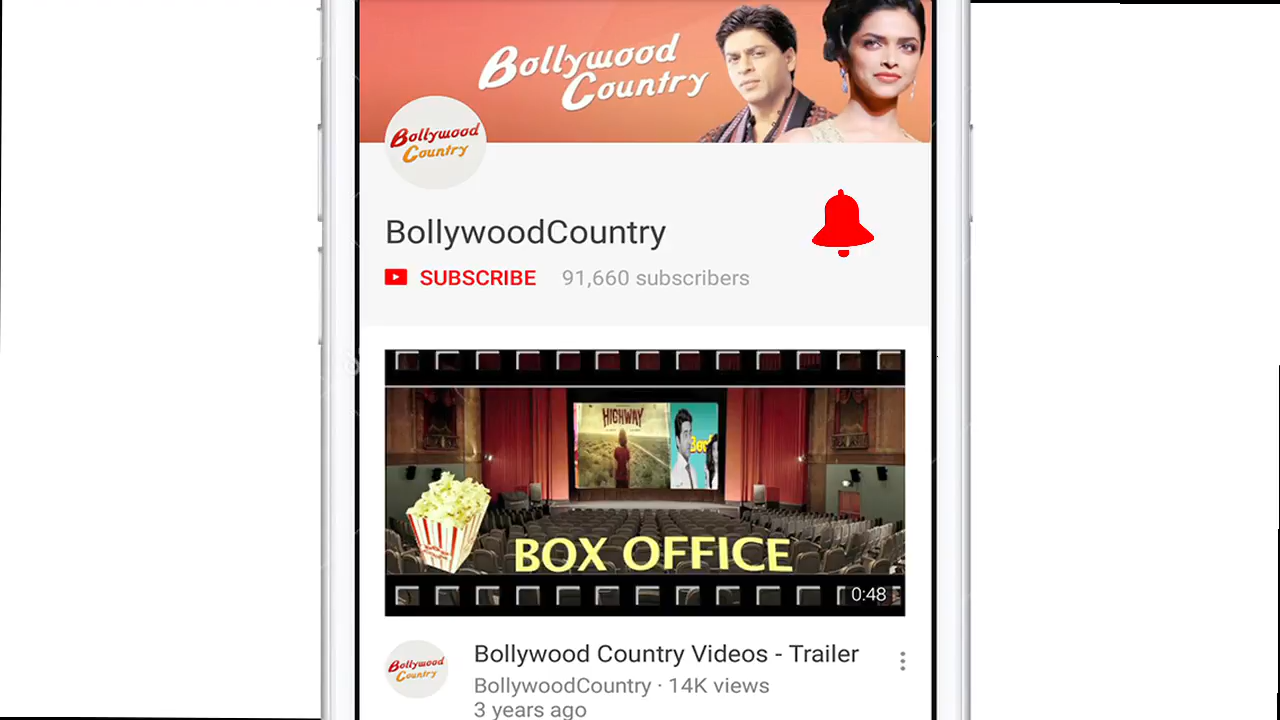 Bollywood
Country
Bollywood
Country
BollywoodCountry
SUBSCRIBE 91,660 subscribers
HIGHWAY
BOX OFFICE
0:48
Bollywood
Country
Bollywood Country Videos - Trailer
BollywoodCountry · 14K views
3 years ago